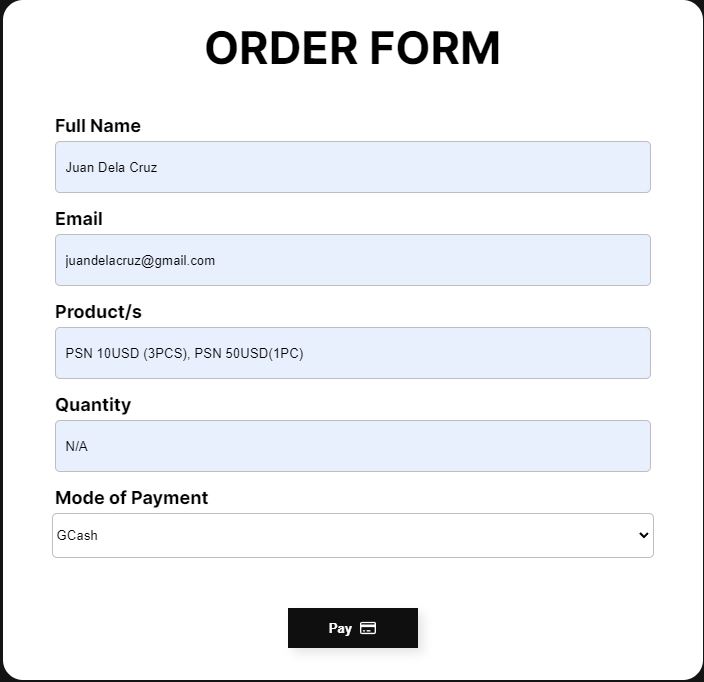 ORDER FORM
Full Name
Juan Dela Cruz
Email
juandelacruz@gmail.com
Product/s
PSN 10USD (3PCS), PSN 50USD(1PC)
Quantity
N/A
Mode of Payment
GCash
Pay